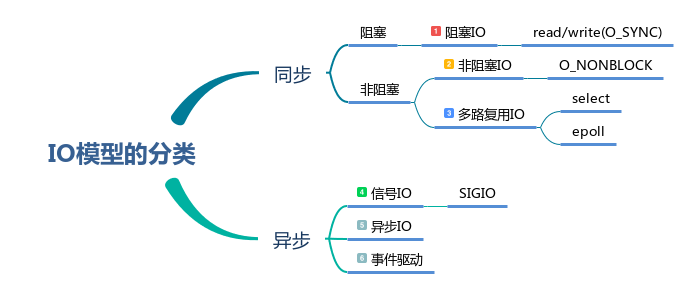 IO模型的分类
同步
阻塞
1 阻塞IO
read/write(O_SYNC)
非阻塞
2 非阻塞IO
O_NONBLOCK
3 多路复用IO
select
epoll
异步
4 信号IO
SIGIO
5 异步IO
6 事件驱动